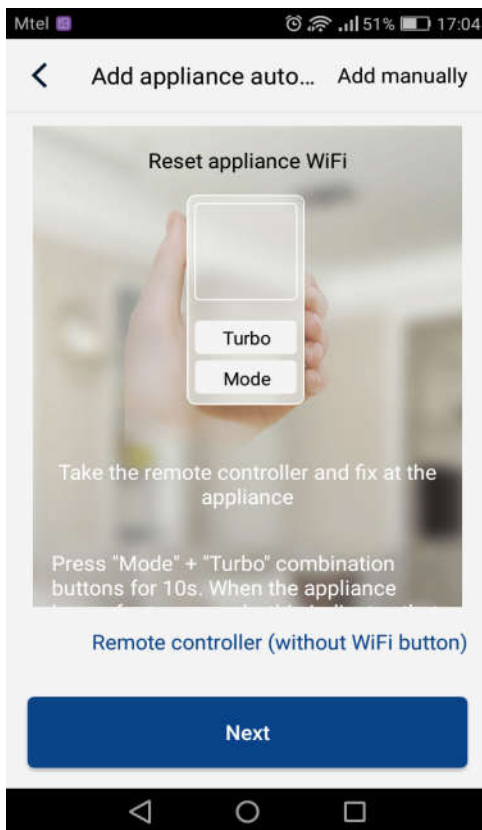 Mtel 51% 17:04
Add appliance auto... Add manually
Reset appliance WiFi
Turbo
Mode
Take the remote controller and fix at the
appliance
Press "Mode" + "Turbo" combination
buttons for 10s. When the appliance
Remote controller (without WiFi button)
Next